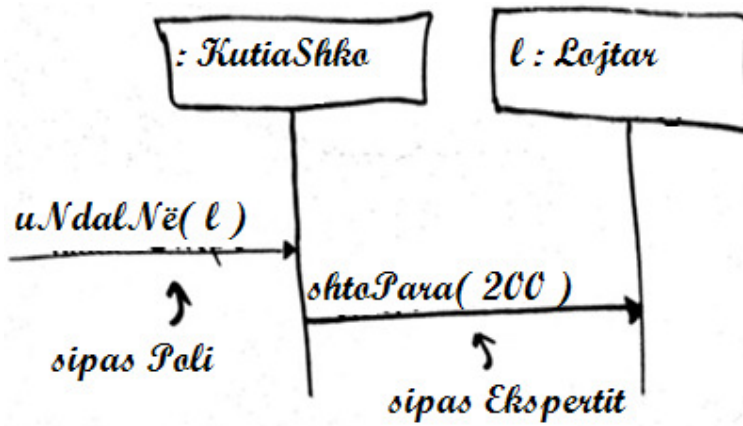 : KutiaShko
l : Lojtar
uNdalNë( l )
shtoPara( 200 )
sipas Poli
sipas Ekspertit